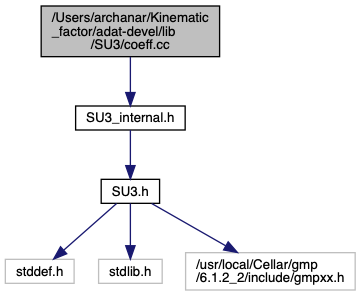 /Users/archanar/Kinematic
_factor/adat-devel/lib
/SU3/coeff.cc
SU3_internal.h
SU3.h
stddef.h
stdlib.h
/usr/local/Cellar/gmp
/6.1.2_2/include/gmpxx.h